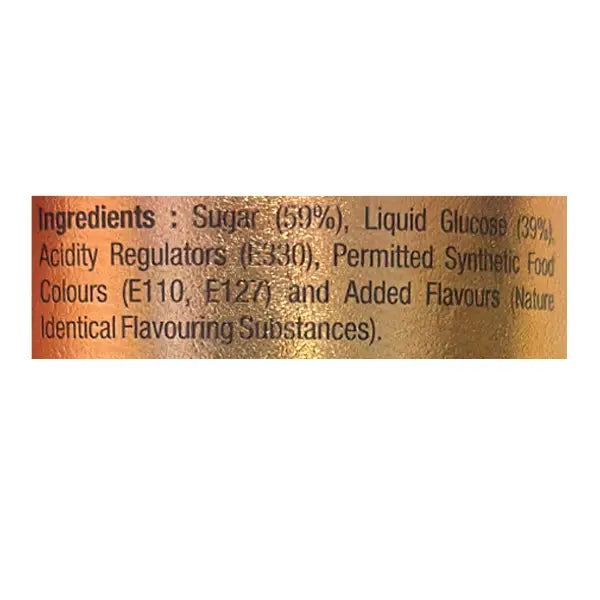 Ingredients : Sugar (59%), Liquid Glucose (39%),
Acidity Regulators (E330), Permitted Synthetic Food
Colours (E110, E127) and Added Flavours (Nature
Identical Flavouring Substances).